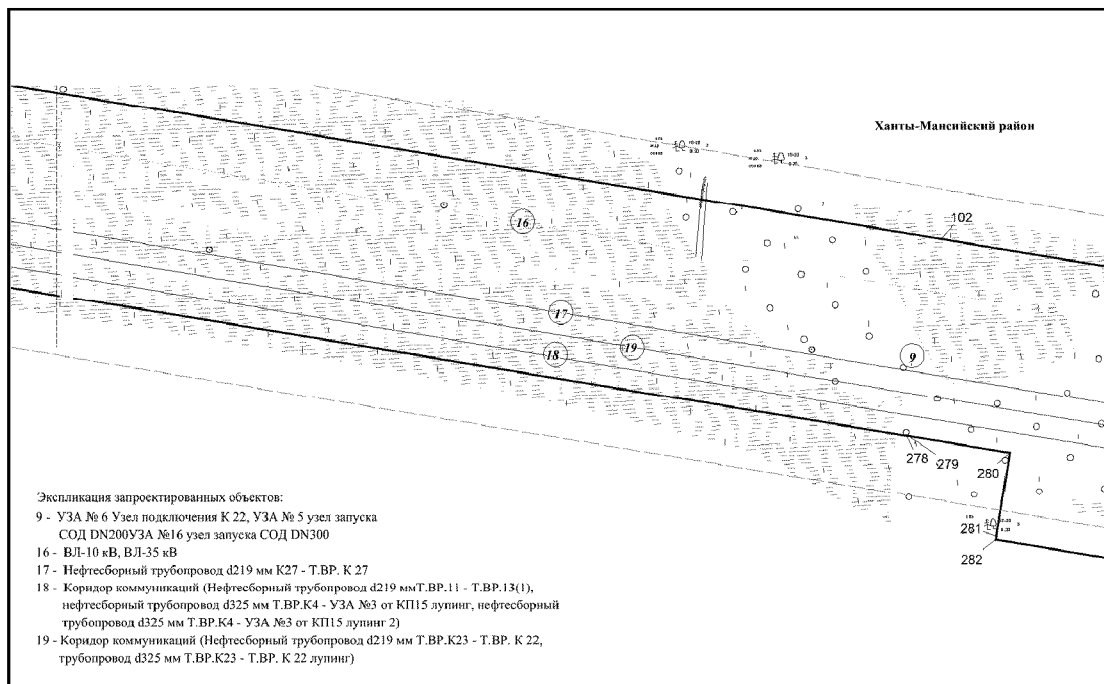 Ханты-Мансийский район
102
16
17
19
18
9
278
279
280
281
282
Экспликация запроектированных объектов:
9 - УЗА № 6 Узел подключения К 22, УЗА № 5 узел запуска
СОД DN200УЗА №16 узел запуска СОД DN300
16 - ВЛ-10 кВ, ВЛ-35 кВ
17 - Нефтесборный трубопровод d219 мм К27 - Т.ВР. К 27
18 - Коридор коммуникаций (Нефтесборный трубопровод d219 ммТ.ВР.11 - Т.ВР.13(1),
нефтесборный трубопровод d325 мм Т.ВР.К4 - УЗА №3 от КП15 лупинг, нефтесборный
трубопровод d325 мм Т.ВР.К4 - УЗА №3 от КП15 лупинг 2)
19 - Коридор коммуникаций (Нефтесборный трубопровод d219 мм Т.ВР.К23 - Т.ВР. К 22,
трубопровод d325 мм Т.ВР.К23 - Т.ВР. К 22 лупинг)